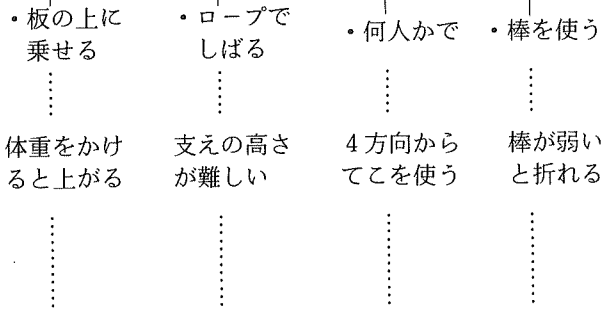 ・板の上に
乗せる
・ロープで
しばる
・何人かで
・棒を使う
体重をかけ
ると上がる
支えの高さ
が難しい
4方向から
てこを使う
棒が弱い
と折れる